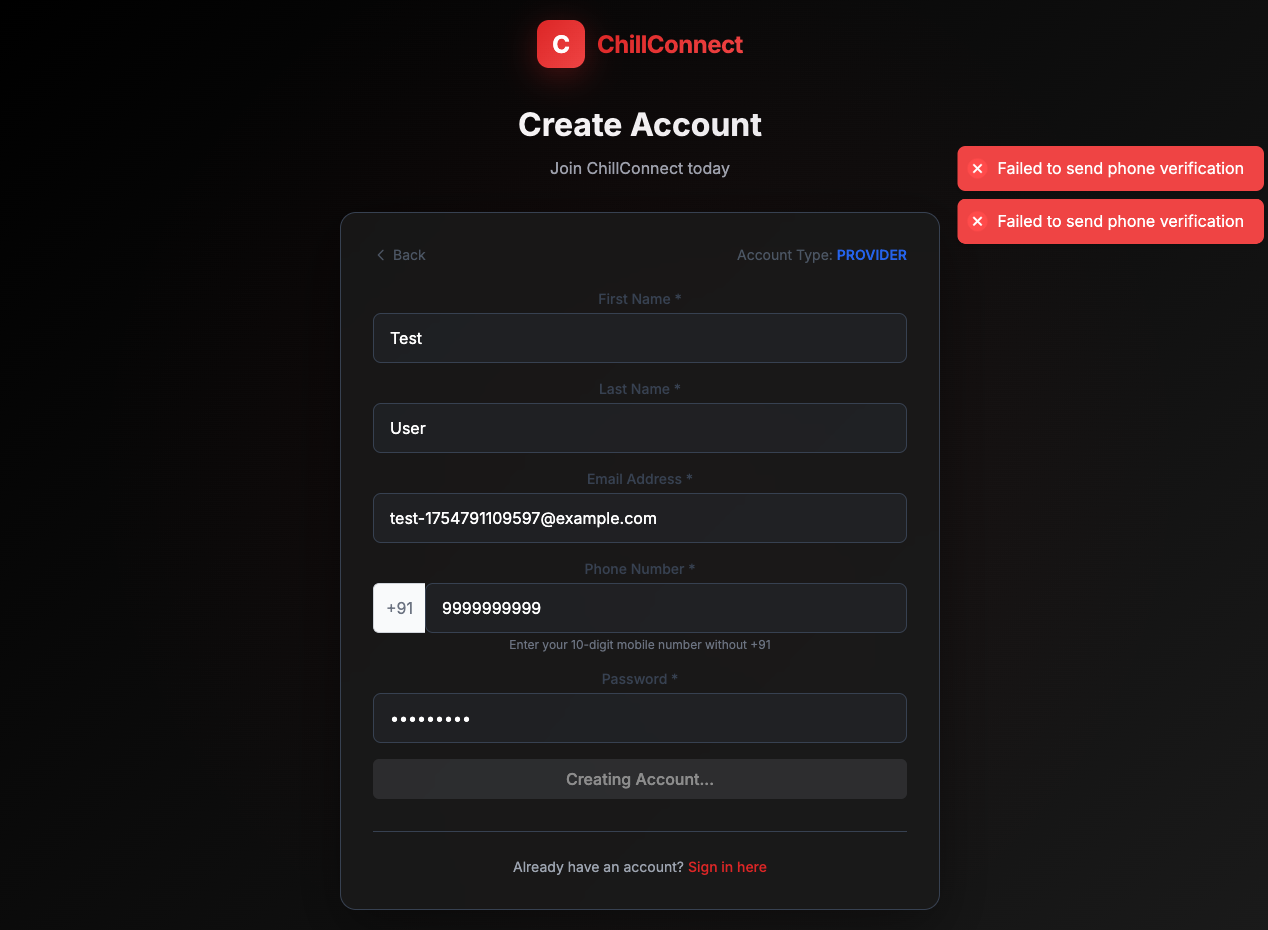 C ChillConnect
Create Account
Join ChillConnect today
Failed to send phone verification
Failed to send phone verification
Back
Account Type: PROVIDER
First Name *
Test
Last Name *
User
Email Address *
test-1754791109597@example.com
Phone Number *
+91 9999999999
Enter your 10-digit mobile number without +91
Password *
•••••••••
Creating Account...
Already have an account? Sign in here